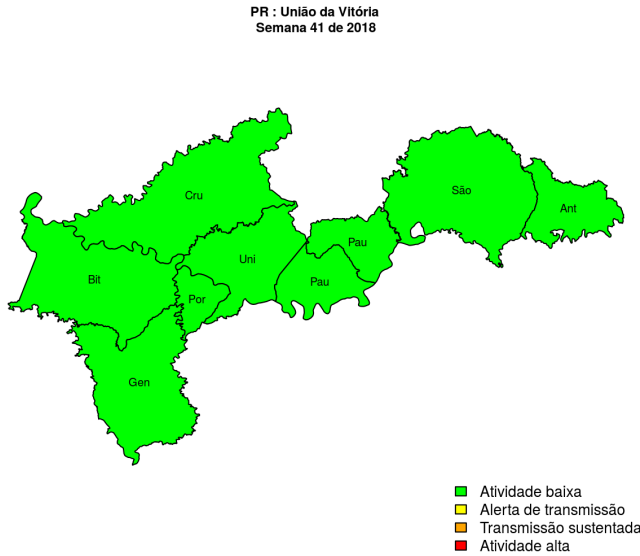 PR : União da Vitória
Semana 41 de 2018
Cru
São
Ant
Pau
Uni
Bit
Pau
Por
Gen
Atividade baixa
Alerta de transmissão
Transmissão sustentada
Atividade alta